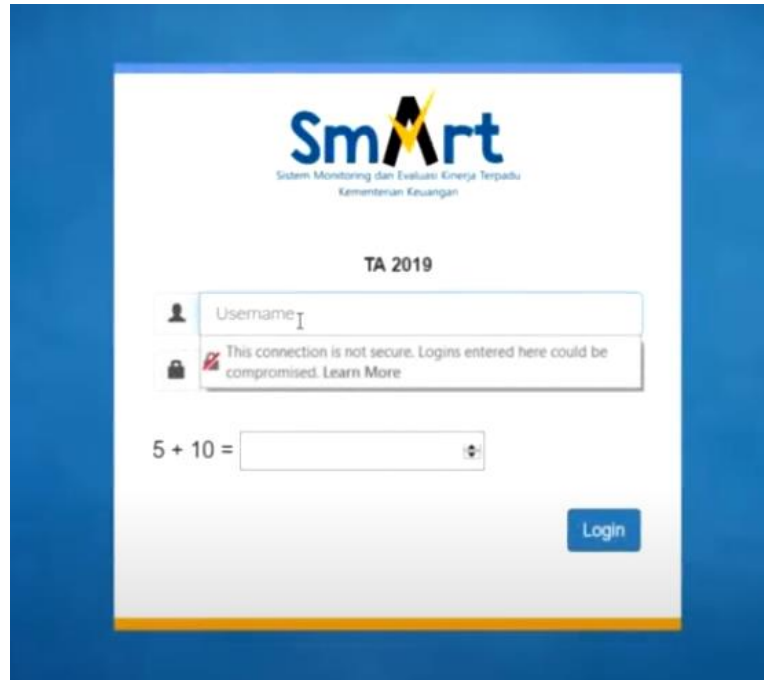 SmArt
Sistem Monitoring dan Evaluasi Kinerja Terpadu
Kementerian Keuangan
TA 2019
Username
This connection is not secure. Logins entered here could be
compromised. Learn More
5 + 10 =
Login